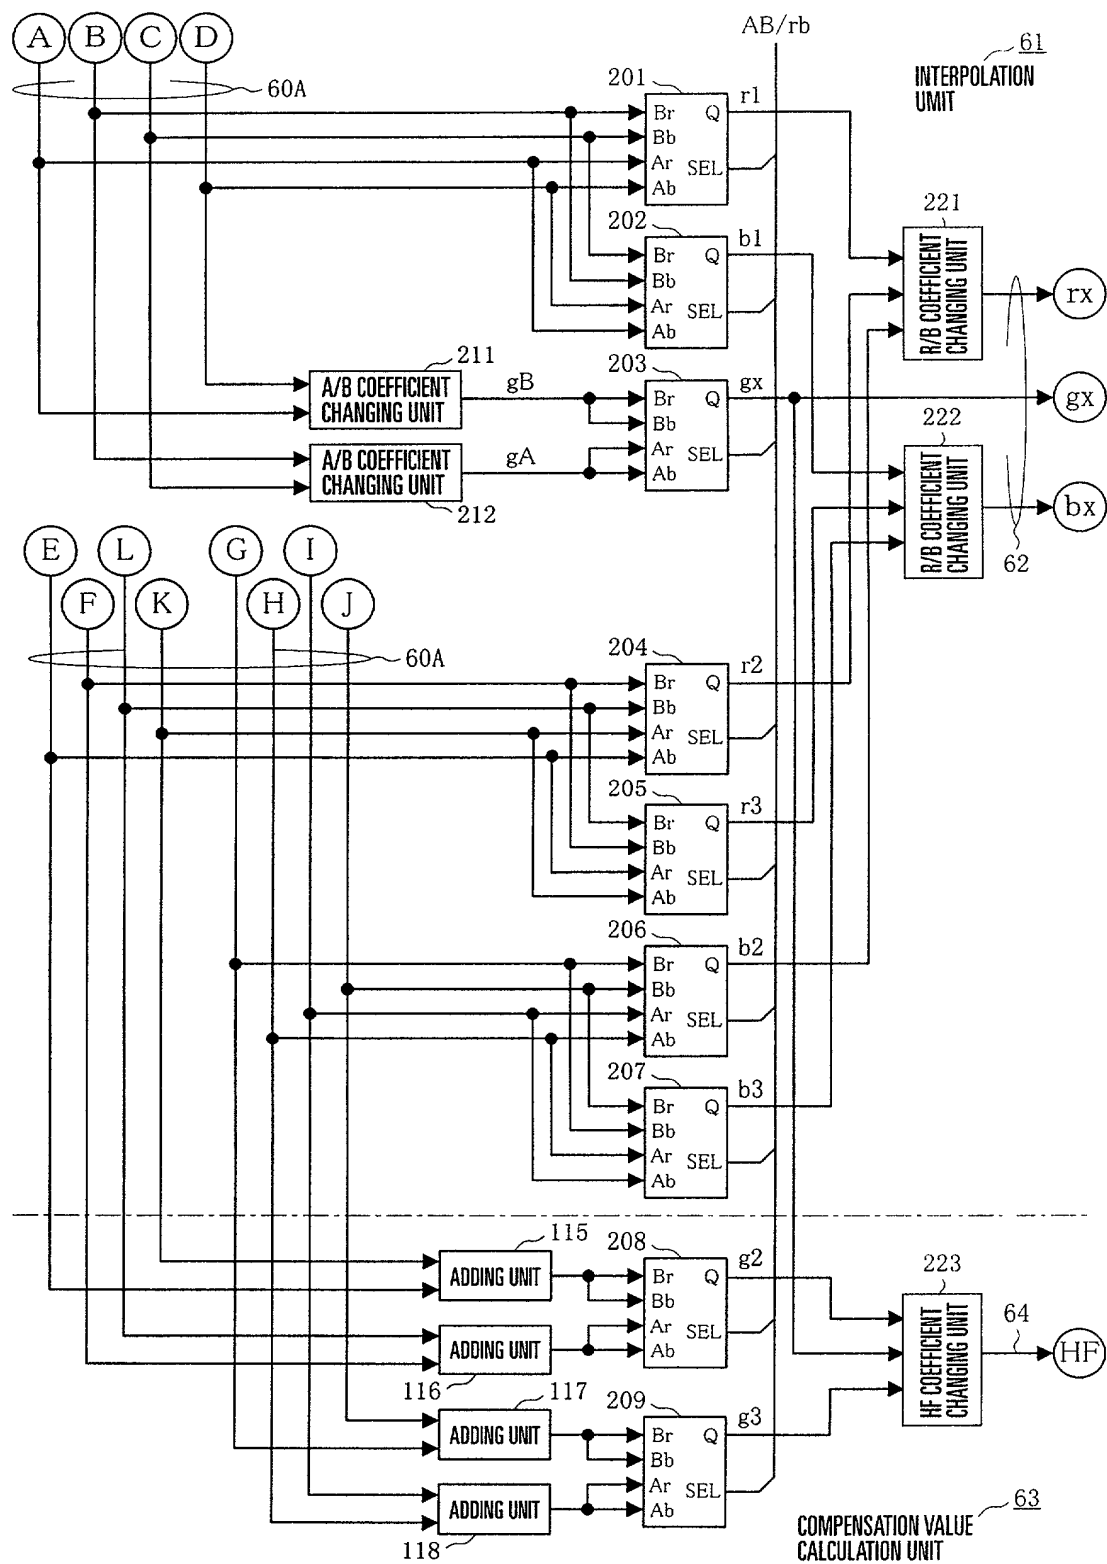 A B C D
AB/rb
61
INTERPOLATION
UMIT
60A
201
r1
Br Q
Bb
Ar SEL
Ab
202
b1
Br Q
Bb
Ar SEL
Ab
221
R/B COEFFICIENT
CHANGING UNIT
rx
211
A/B COEFFICIENT
CHANGING UNIT
gB
203
gx
Br Q
Bb
Ar SEL
Ab
gx
A/B COEFFICIENT
CHANGING UNIT
gA
212
222
R/B COEFFICIENT
CHANGING UNIT
bx
62
E L G I
F K H J
60A
204
r2
Br Q
Bb
Ar SEL
Ab
205
r3
Br Q
Bb
Ar SEL
Ab
206
b2
Br Q
Bb
Ar SEL
Ab
207
b3
Br Q
Bb
Ar SEL
Ab
115
ADDING UNIT
208
g2
Br Q
Bb
Ar SEL
Ab
ADDING UNIT
116
223
HF COEFFICIENT
CHANGING UNIT
64
HF
117
ADDING UNIT
209
g3
Br Q
Bb
Ar SEL
Ab
ADDING UNIT
118
63
COMPENSATION VALUE
CALCULATION UNIT